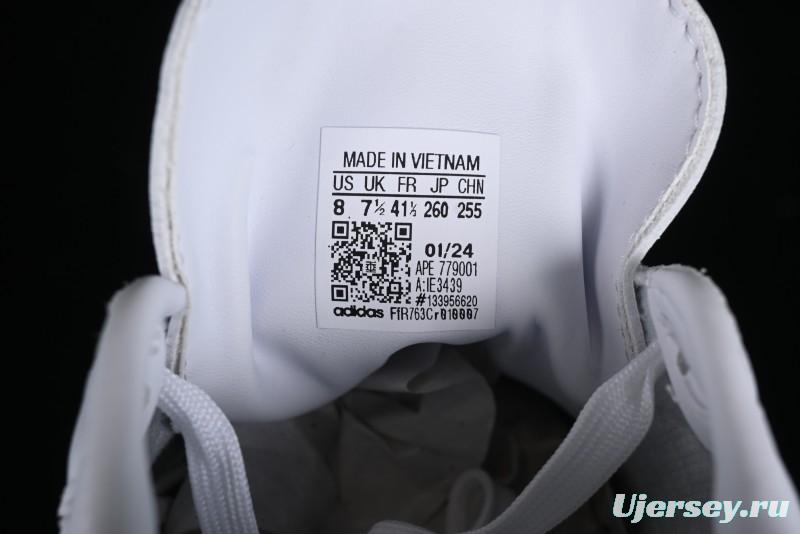 MADE IN VIETNAM
US UK FR JP CHN
8 7½ 41⅓ 260 255
01/24
APE 779001
A:IE3439
#133956620
adidas F1R763Cr010007
Ujersey.ru